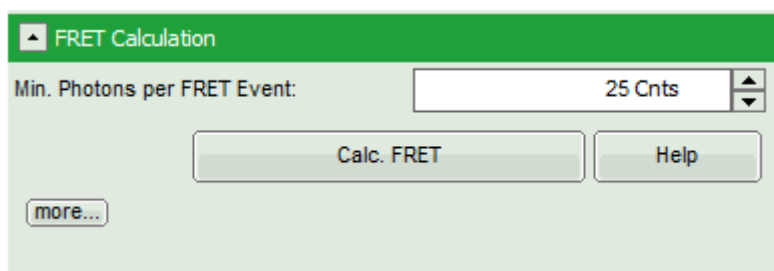 FRET Calculation
Min. Photons per FRET Event: 25 Cnts
Calc. FRET Help
more...